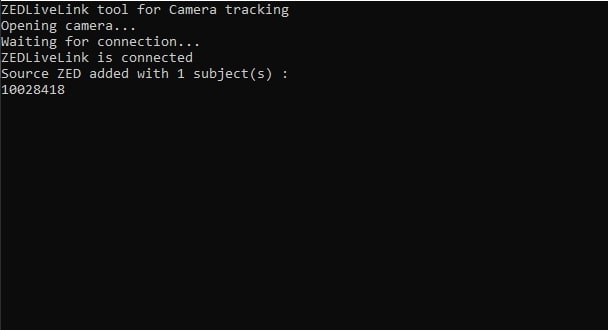 ZEDLiveLink tool for Camera tracking
Opening camera...
Waiting for connection...
ZEDLiveLink is connected
Source ZED added with 1 subject(s) :
10028418